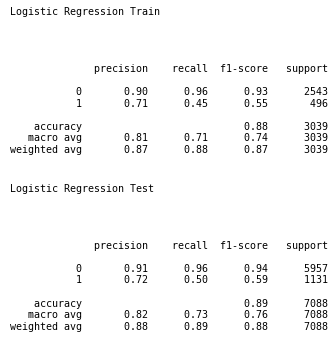 Logistic Regression Train
precision recall f1-score support
0 0.90 0.96 0.93 2543
1 0.71 0.45 0.55 496
accuracy 0.88 3039
macro avg 0.81 0.71 0.74 3039
weighted avg 0.87 0.88 0.87 3039
Logistic Regression Test
precision recall f1-score support
0 0.91 0.96 0.94 5957
1 0.72 0.50 0.59 1131
accuracy 0.89 7088
macro avg 0.82 0.73 0.76 7088
weighted avg 0.88 0.89 0.88 7088